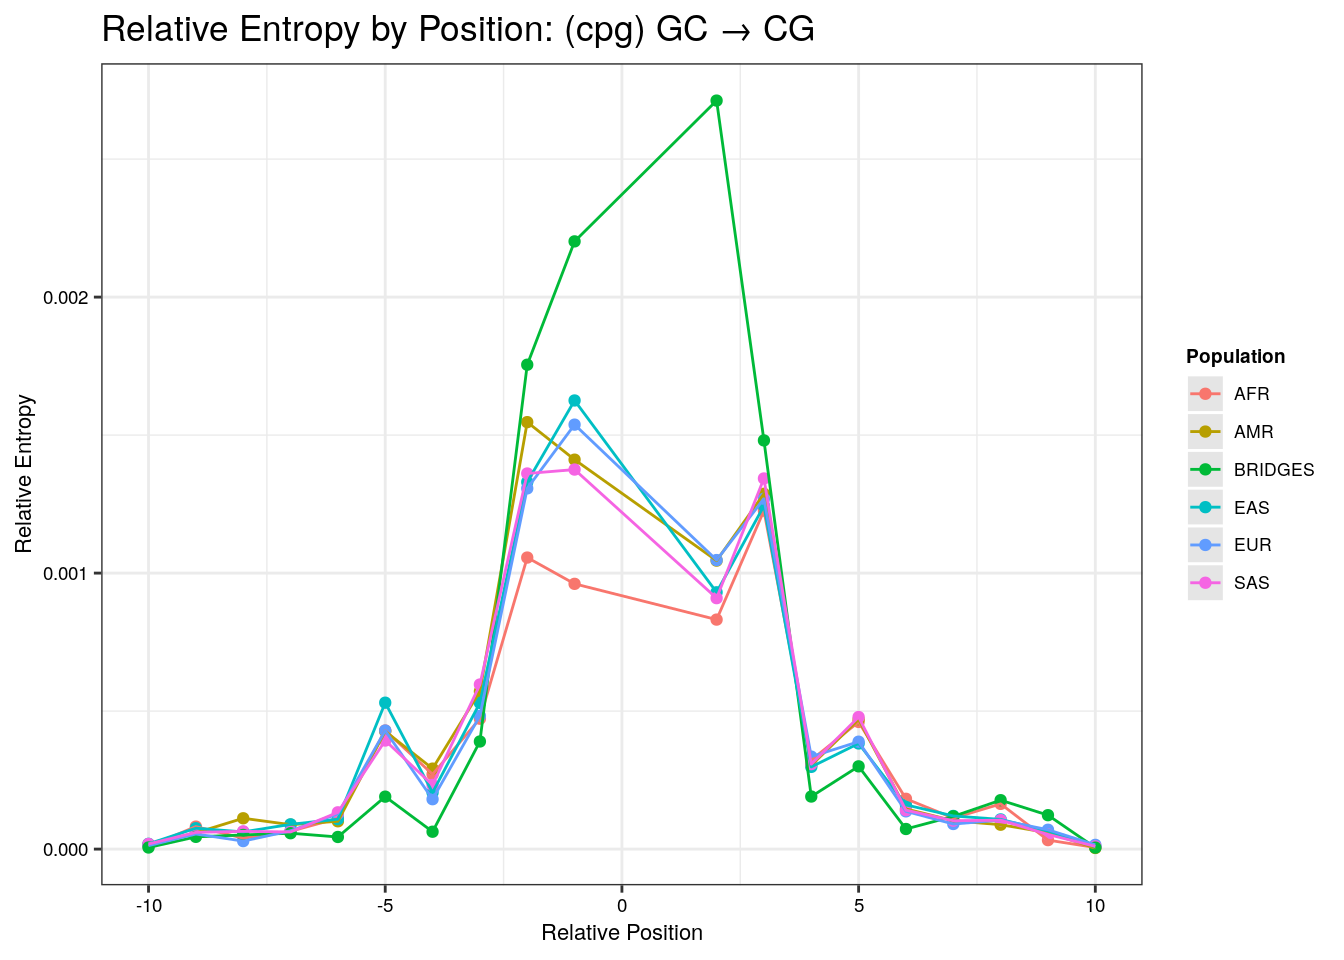 Relative Entropy by Position: (cpg) GC → CG
Relative Entropy
0.002
0.001
0.000
-10
-5
0
5
10
Relative Position
Population
AFR
AMR
BRIDGES
EAS
EUR
SAS